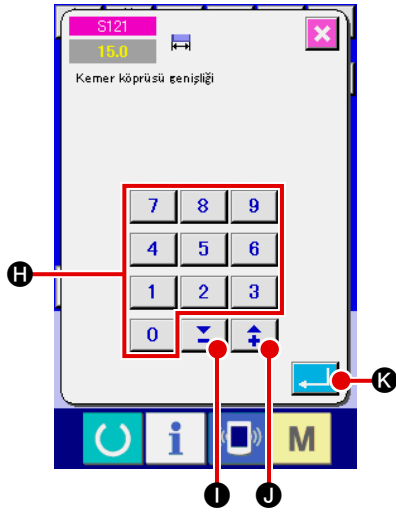 S121
15.0
Kemer köprüsü genişliği
7 8 9
4 5 6
1 2 3
0
H
K
M
I J